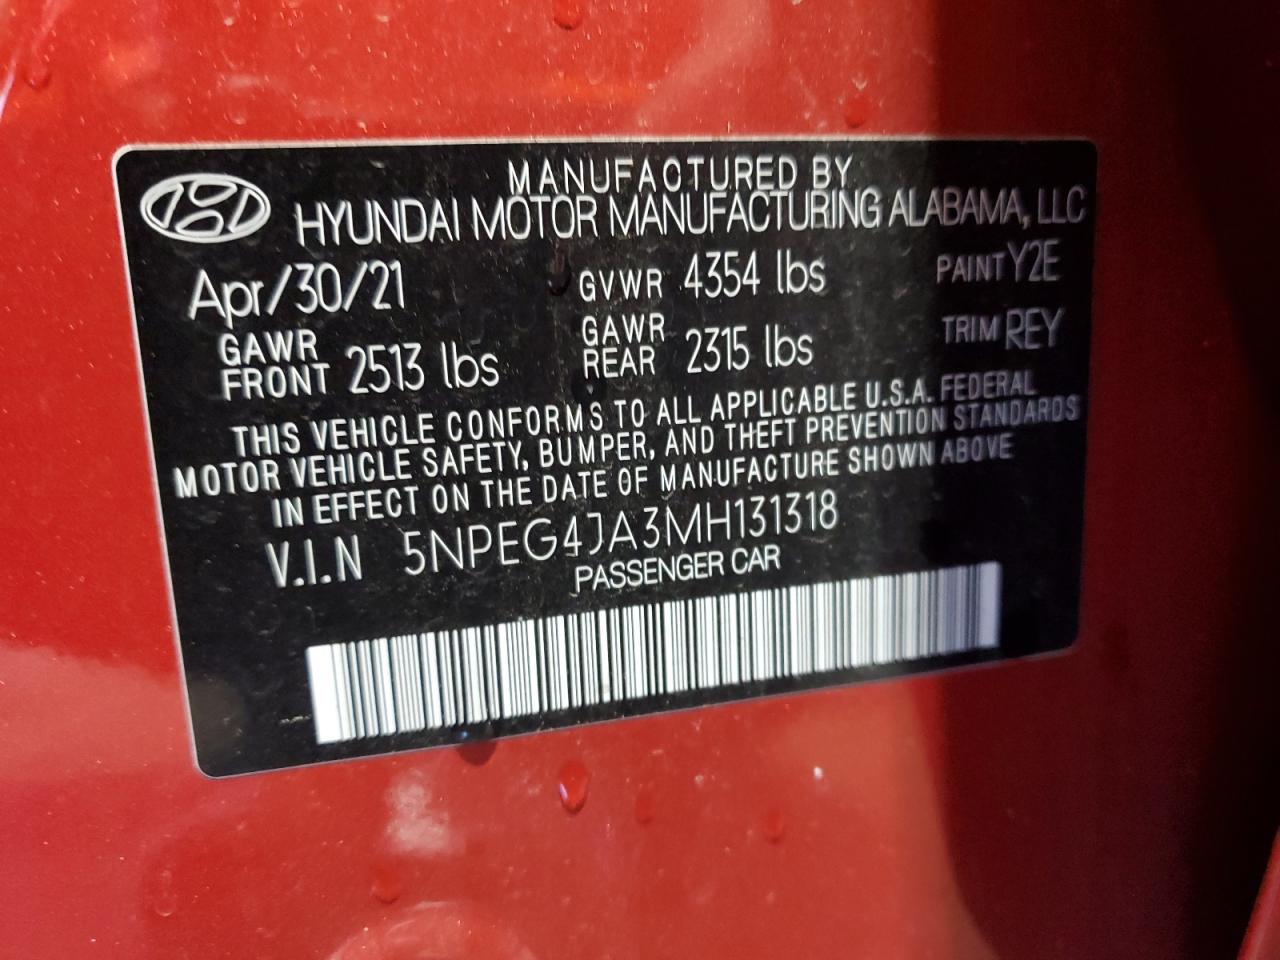 MANUFACTURED BY
HYUNDAI MOTOR MANUFACTURING ALABAMA, LLC
Apr/30/21 GVWR 4354 lbs PAINT Y2E
GAWR FRONT 2513 lbs GAWR REAR 2315 lbs TRIM REY
THIS VEHICLE CONFORMS TO ALL APPLICABLE U.S.A. FEDERAL
MOTOR VEHICLE SAFETY, BUMPER, AND THEFT PREVENTION STANDARDS
IN EFFECT ON THE DATE OF MANUFACTURE SHOWN ABOVE
V.I.N 5NPEG4JA3MH131318
PASSENGER CAR